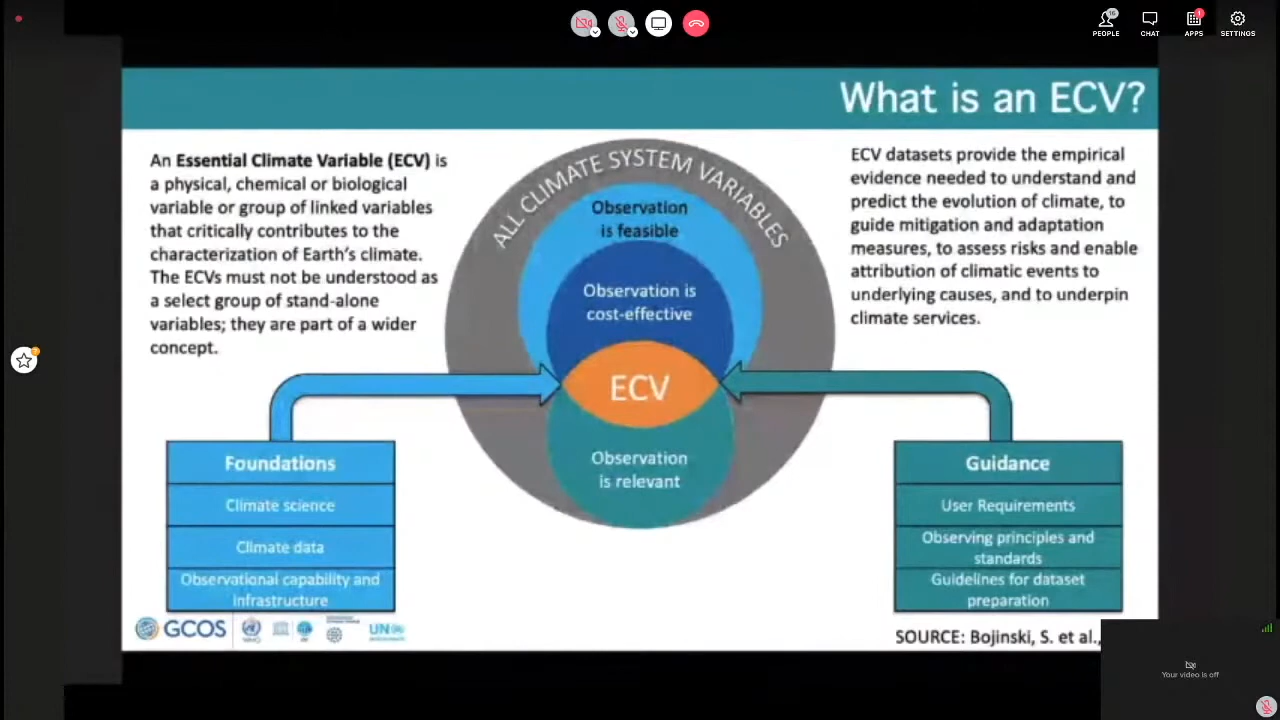 16
1
PEOPLE
CHAT
APPS
SETTINGS
What is an ECV?
An Essential Climate Variable (ECV) is
a physical, chemical or biological
variable or group of linked variables
that critically contributes to the
characterization of Earth's climate.
The ECVs must not be understood as
a select group of stand-alone
variables; they are part of a wider
concept.
ALL CLIMATE SYSTEM VARIABLES
Observation
is feasible
Observation is
cost-effective
ECV
Observation
is relevant
ECV datasets provide the empirical
evidence needed to understand and
predict the evolution of climate, to
guide mitigation and adaptation
measures, to assess risks and enable
attribution of climatic events to
underlying causes, and to underpin
climate services.
Foundations
Climate science
Climate data
Observational capability and
infrastructure
Guidance
User Requirements
Observing principles and
standards
Guidelines for dataset
preparation
GCOS
UN
SOURCE: Bojinski, S. et al.,
Your video is off